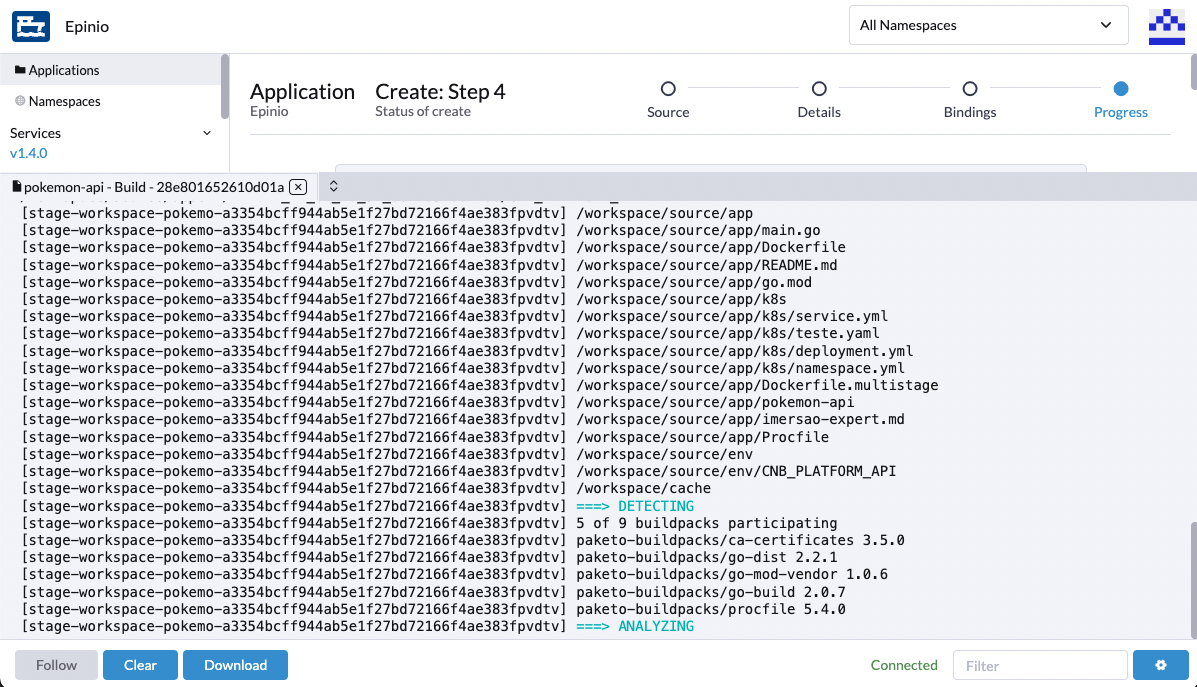 Epinio
All Namespaces
Applications
Namespaces
Services
v1.4.0
Application
Epinio
Create: Step 4
Status of create
Source
Details
Bindings
Progress
pokemon-api - Build - 28e801652610d01a
[stage-workspace-pokemo-a3354bcff944ab5e1f27bd72166f4ae383fpvdtv] /workspace/source/app
[stage-workspace-pokemo-a3354bcff944ab5e1f27bd72166f4ae383fpvdtv] /workspace/source/app/main.go
[stage-workspace-pokemo-a3354bcff944ab5e1f27bd72166f4ae383fpvdtv] /workspace/source/app/Dockerfile
[stage-workspace-pokemo-a3354bcff944ab5e1f27bd72166f4ae383fpvdtv] /workspace/source/app/README.md
[stage-workspace-pokemo-a3354bcff944ab5e1f27bd72166f4ae383fpvdtv] /workspace/source/app/go.mod
[stage-workspace-pokemo-a3354bcff944ab5e1f27bd72166f4ae383fpvdtv] /workspace/source/app/k8s
[stage-workspace-pokemo-a3354bcff944ab5e1f27bd72166f4ae383fpvdtv] /workspace/source/app/k8s/service.yml
[stage-workspace-pokemo-a3354bcff944ab5e1f27bd72166f4ae383fpvdtv] /workspace/source/app/k8s/teste.yaml
[stage-workspace-pokemo-a3354bcff944ab5e1f27bd72166f4ae383fpvdtv] /workspace/source/app/k8s/deployment.yml
[stage-workspace-pokemo-a3354bcff944ab5e1f27bd72166f4ae383fpvdtv] /workspace/source/app/k8s/namespace.yml
[stage-workspace-pokemo-a3354bcff944ab5e1f27bd72166f4ae383fpvdtv] /workspace/source/app/Dockerfile.multistage
[stage-workspace-pokemo-a3354bcff944ab5e1f27bd72166f4ae383fpvdtv] /workspace/source/app/pokemon-api
[stage-workspace-pokemo-a3354bcff944ab5e1f27bd72166f4ae383fpvdtv] /workspace/source/app/imersao-expert.md
[stage-workspace-pokemo-a3354bcff944ab5e1f27bd72166f4ae383fpvdtv] /workspace/source/app/Procfile
[stage-workspace-pokemo-a3354bcff944ab5e1f27bd72166f4ae383fpvdtv] /workspace/source/env
[stage-workspace-pokemo-a3354bcff944ab5e1f27bd72166f4ae383fpvdtv] /workspace/source/env/CNB_PLATFORM_API
[stage-workspace-pokemo-a3354bcff944ab5e1f27bd72166f4ae383fpvdtv] /workspace/cache
[stage-workspace-pokemo-a3354bcff944ab5e1f27bd72166f4ae383fpvdtv] ===> DETECTING
[stage-workspace-pokemo-a3354bcff944ab5e1f27bd72166f4ae383fpvdtv] 5 of 9 buildpacks participating
[stage-workspace-pokemo-a3354bcff944ab5e1f27bd72166f4ae383fpvdtv] paketo-buildpacks/ca-certificates 3.5.0
[stage-workspace-pokemo-a3354bcff944ab5e1f27bd72166f4ae383fpvdtv] paketo-buildpacks/go-dist 2.2.1
[stage-workspace-pokemo-a3354bcff944ab5e1f27bd72166f4ae383fpvdtv] paketo-buildpacks/go-mod-vendor 1.0.6
[stage-workspace-pokemo-a3354bcff944ab5e1f27bd72166f4ae383fpvdtv] paketo-buildpacks/go-build 2.0.7
[stage-workspace-pokemo-a3354bcff944ab5e1f27bd72166f4ae383fpvdtv] paketo-buildpacks/procfile 5.4.0
[stage-workspace-pokemo-a3354bcff944ab5e1f27bd72166f4ae383fpvdtv] ===> ANALYZING
Follow
Clear
Download
Connected
Filter